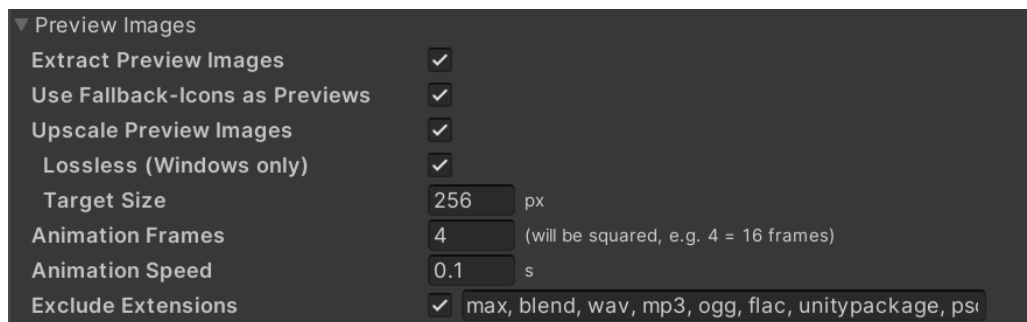 Preview Images
Extract Preview Images
Use Fallback-Icons as Previews
Upscale Preview Images
Lossless (Windows only)
Target Size 256 px
Animation Frames 4 (will be squared, e.g. 4 = 16 frames)
Animation Speed 0.1 s
Exclude Extensions max, blend, wav, mp3, ogg, flac, unitypackage,